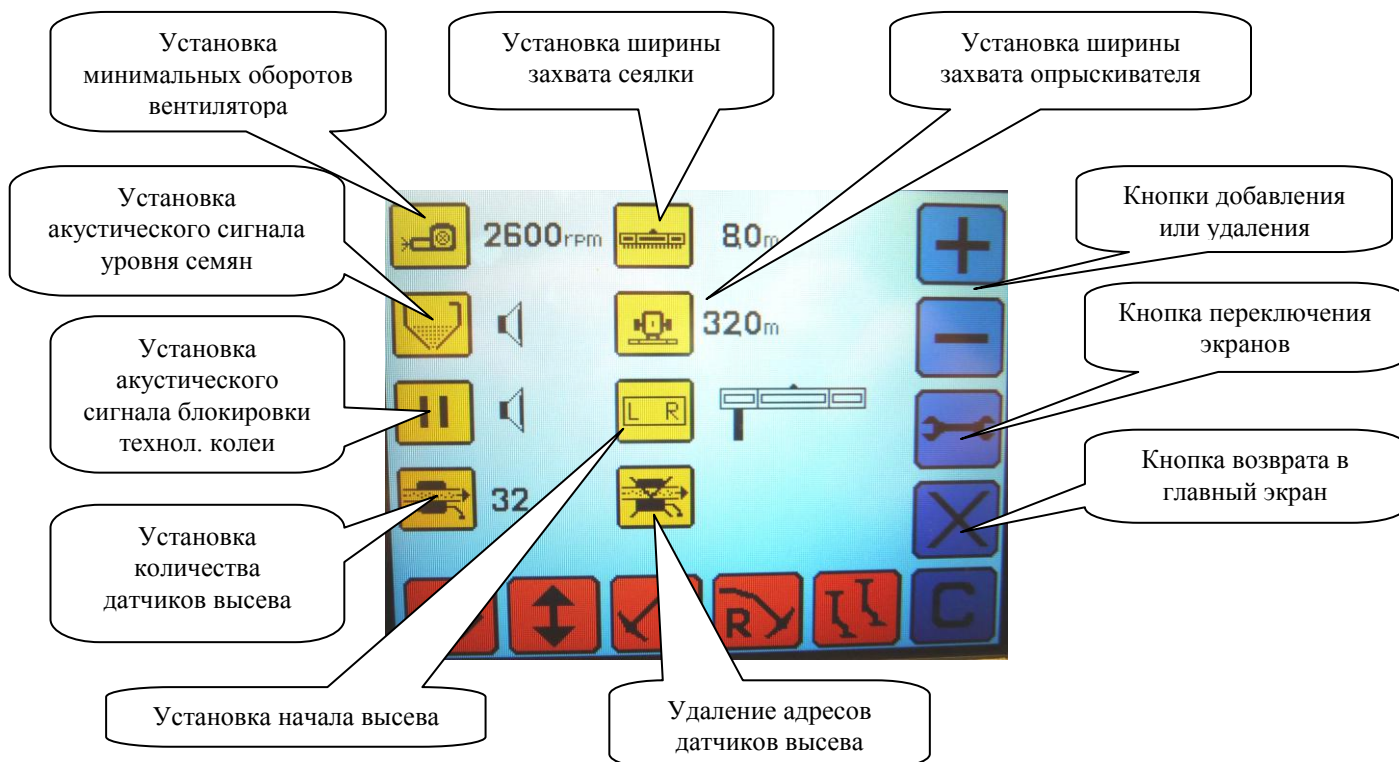 Установка
минимальных оборотов
вентилятора
Установка ширины
захвата сеялки
Установка ширины
захвата опрыскивателя
Установка
акустического сигнала
уровня семян
Кнопки добавления
или удаления
Установка
акустического
сигнала блокировки
технол. колеи
Кнопка переключения
экранов
Установка
количества
датчиков высева
Кнопка возврата в
главный экран
Установка начала высева
Удаление адресов
датчиков высева
2600rpm
8,0m
320m
L R
32
R
C